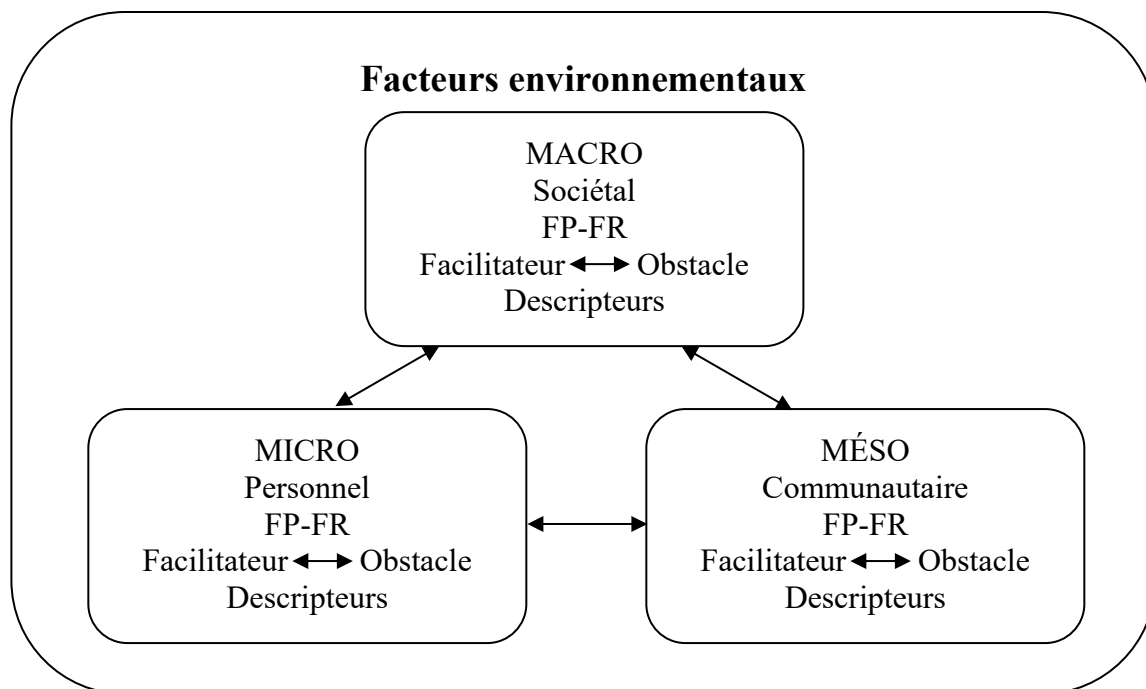 Facteurs environnementaux
MACRO
Sociétal
FP-FR
Facilitateur Obstacle
Descripteurs
MICRO
Personnel
FP-FR
Facilitateur Obstacle
Descripteurs
MÉSO
Communautaire
FP-FR
Facilitateur Obstacle
Descripteurs